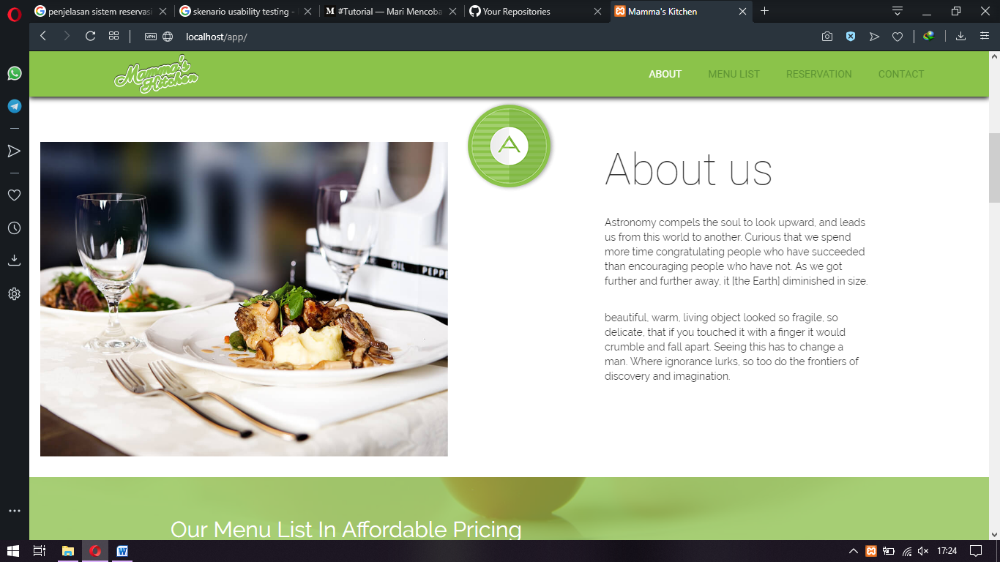 penjelasan sistem reservasi
skenario usability testing -
#Tutorial — Mari Mencoba
Your Repositories
Mamma's Kitchen
VPN
localhost/app/
Mamma's
Kitchen
ABOUT
MENU LIST
RESERVATION
CONTACT
A
OIL
PEPPE
About us
Astronomy compels the soul to look upward, and leads
us from this world to another. Curious that we spend
more time congratulating people who have succeeded
than encouraging people who have not. As we got
further and further away, it [the Earth] diminished in size.
beautiful, warm, living object looked so fragile, so
delicate, that if you touched it with a finger it would
crumble and fall apart. Seeing this has to change a
man. Where ignorance lurks, so too do the frontiers of
discovery and imagination.
Our Menu List In Affordable Pricing
17:24